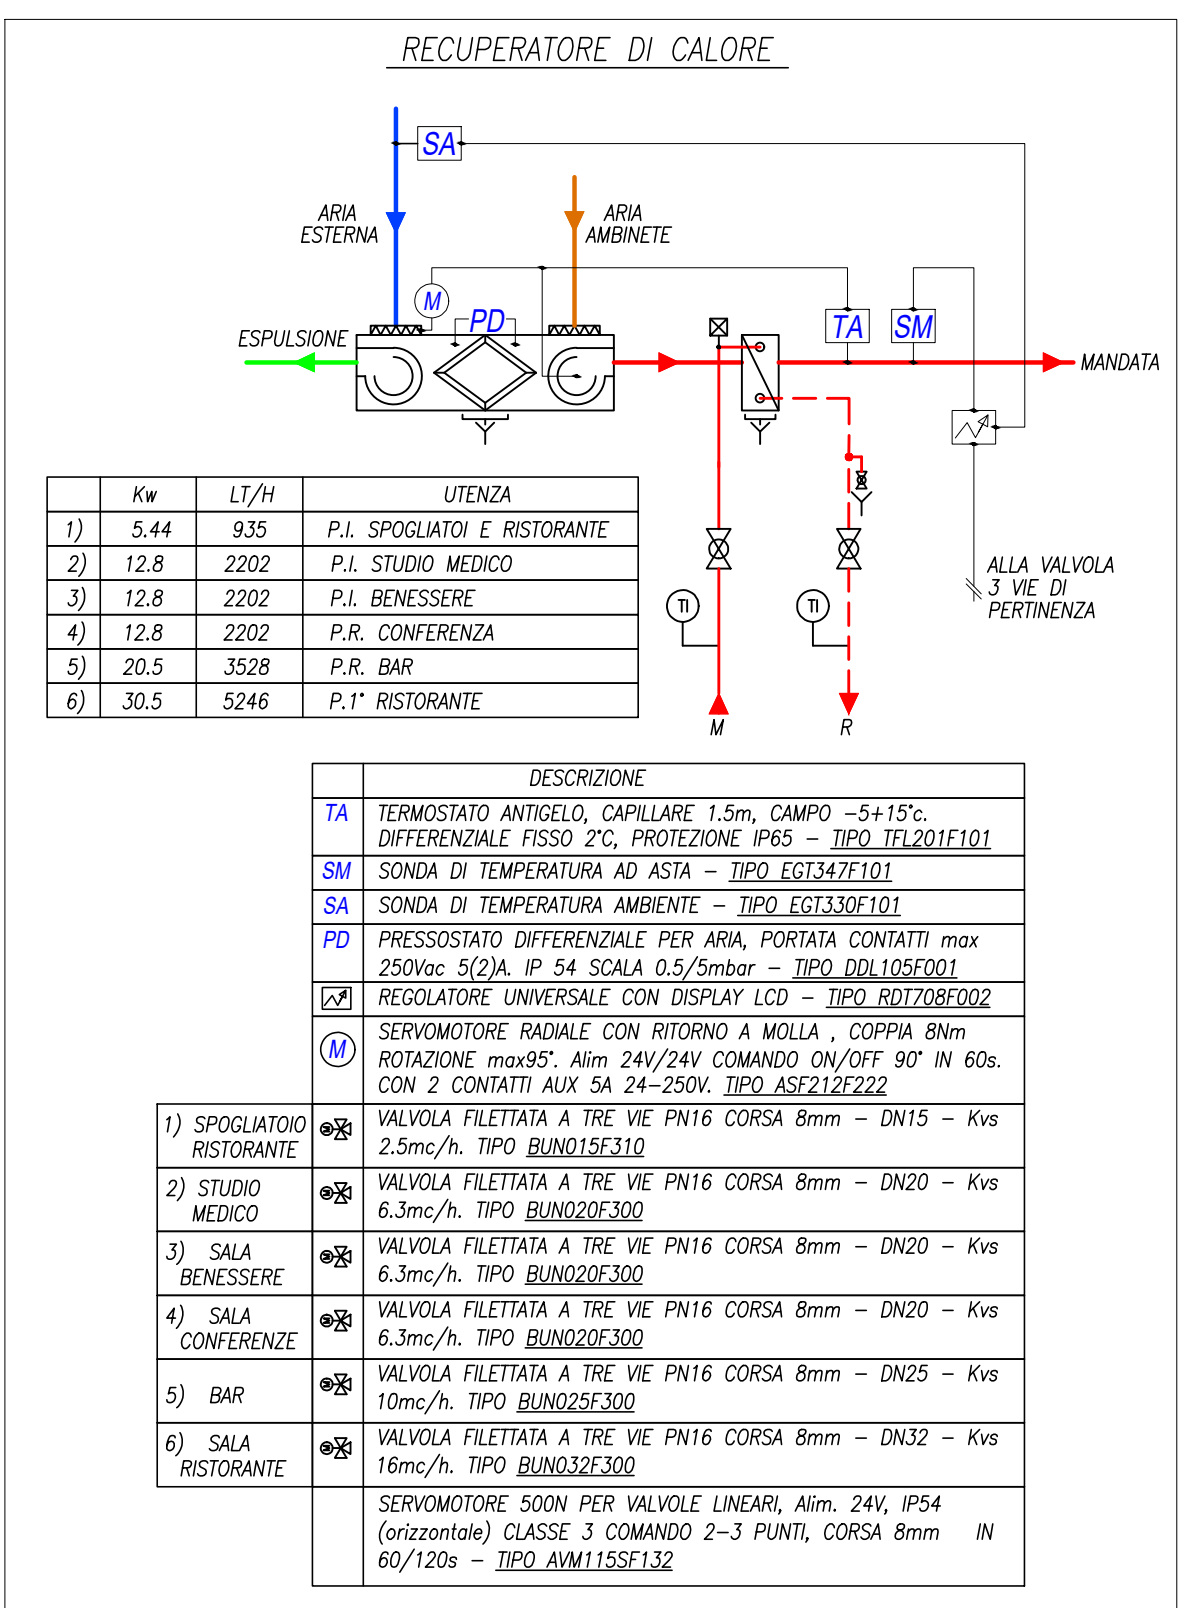 RECUPERATORE DI CALORE
SA
ARIA
ESTERNA
ARIA
AMBINETE
M
PD
TA
SM
ESPULSIONE
MANDATA
Kw LT/H UTENZA
1) 5.44 935 P.I. SPOGLIATOI E RISTORANTE
2) 12.8 2202 P.I. STUDIO MEDICO
3) 12.8 2202 P.I. BENESSERE
4) 12.8 2202 P.R. CONFERENZA
5) 20.5 3528 P.R. BAR
6) 30.5 5246 P.1° RISTORANTE
ALLA VALVOLA
3 VIE DI
PERTINENZA
TI
TI
M
R
DESCRIZIONE
TA TERMOSTATO ANTIGELO, CAPILLARE 1.5m, CAMPO –5+15°c.
DIFFERENZIALE FISSO 2°C, PROTEZIONE IP65 – TIPO TFL201F101
SM SONDA DI TEMPERATURA AD ASTA – TIPO EGT347F101
SA SONDA DI TEMPERATURA AMBIENTE – TIPO EGT330F101
PD PRESSOSTATO DIFFERENZIALE PER ARIA, PORTATA CONTATTI max
250Vac 5(2)A. IP 54 SCALA 0.5/5mbar – TIPO DDL105F001
REGOLATORE UNIVERSALE CON DISPLAY LCD – TIPO RDT708F002
M SERVOMOTORE RADIALE CON RITORNO A MOLLA , COPPIA 8Nm
ROTAZIONE max95°. Alim 24V/24V COMANDO ON/OFF 90° IN 60s.
CON 2 CONTATTI AUX 5A 24–250V. TIPO ASF212F222
1) SPOGLIATOIO
RISTORANTE
M
VALVOLA FILETTATA A TRE VIE PN16 CORSA 8mm – DN15 – Kvs
2.5mc/h. TIPO BUN015F310
2) STUDIO
MEDICO
M
VALVOLA FILETTATA A TRE VIE PN16 CORSA 8mm – DN20 – Kvs
6.3mc/h. TIPO BUN020F300
3) SALA
BENESSERE
M
VALVOLA FILETTATA A TRE VIE PN16 CORSA 8mm – DN20 – Kvs
6.3mc/h. TIPO BUN020F300
4) SALA
CONFERENZE
M
VALVOLA FILETTATA A TRE VIE PN16 CORSA 8mm – DN20 – Kvs
6.3mc/h. TIPO BUN020F300
5) BAR
M
VALVOLA FILETTATA A TRE VIE PN16 CORSA 8mm – DN25 – Kvs
10mc/h. TIPO BUN025F300
6) SALA
RISTORANTE
M
VALVOLA FILETTATA A TRE VIE PN16 CORSA 8mm – DN32 – Kvs
16mc/h. TIPO BUN032F300
SERVOMOTORE 500N PER VALVOLE LINEARI, Alim. 24V, IP54
(orizzontale) CLASSE 3 COMANDO 2–3 PUNTI, CORSA 8mm IN
60/120s – TIPO AVM115SF132